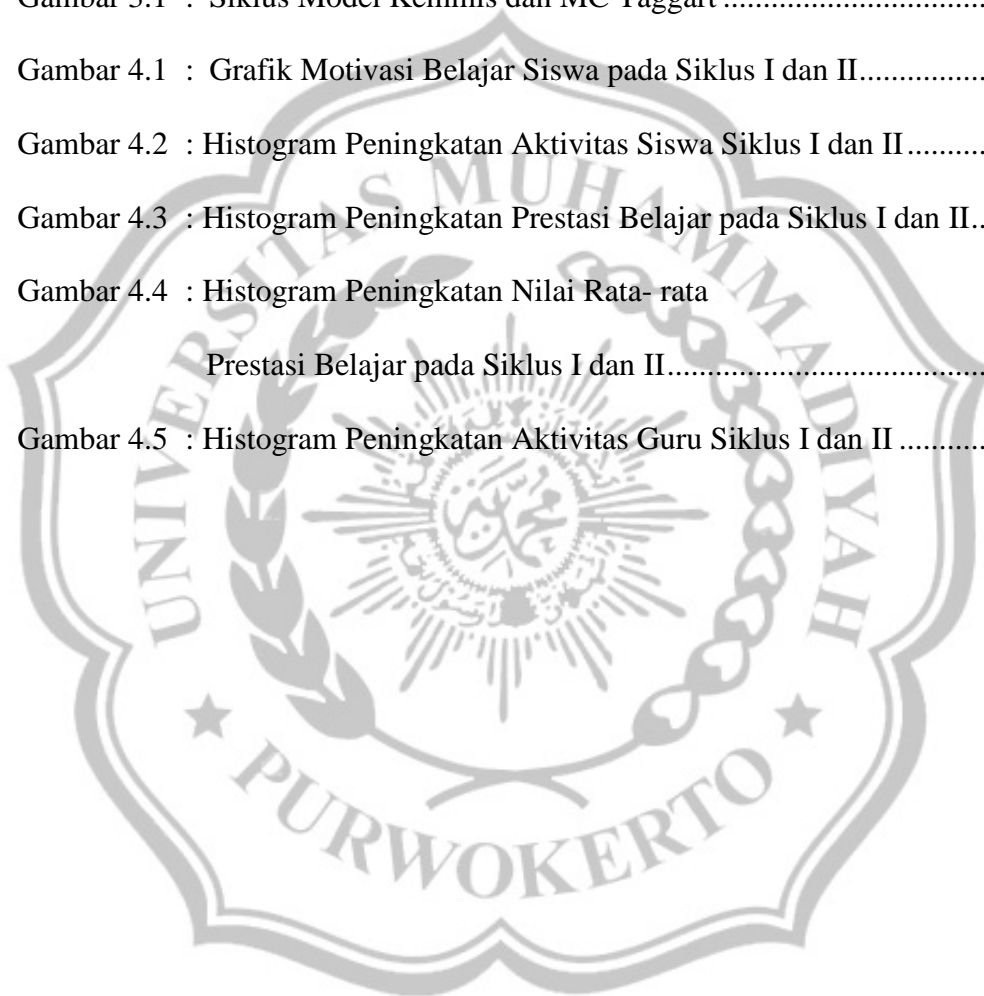 Gambar 3.1 : Siklus Model Kemmis dan MC Taggart ...................................
Gambar 4.1 : Grafik Motivasi Belajar Siswa pada Siklus I dan II................
Gambar 4.2 : Histogram Peningkatan Aktivitas Siswa Siklus I dan II..........
Gambar 4.3 : Histogram Peningkatan Prestasi Belajar pada Siklus I dan II..
Gambar 4.4 : Histogram Peningkatan Nilai Rata- rata
Prestasi Belajar pada Siklus I dan II........................................
Gambar 4.5 : Histogram Peningkatan Aktivitas Guru Siklus I dan II ...........
UNIVERSITAS MUHAMMADIYAH
PURWOKERTO